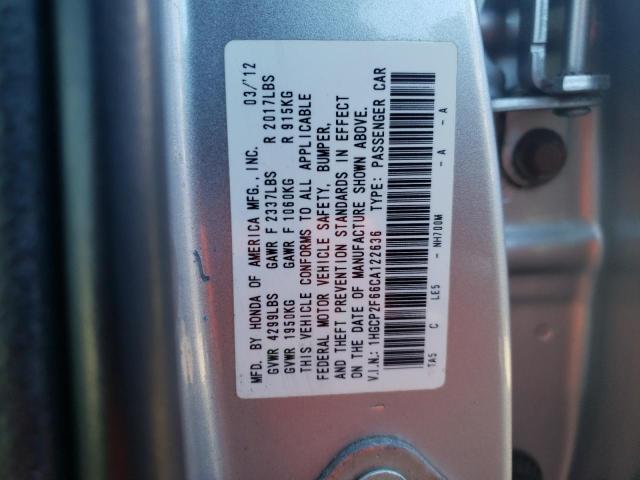 MFD. BY HONDA OF AMERICA MFG., INC. 03/'12
GVWR 4299LBS GAWR F 2337LBS R 2017LBS
GVWR 1950KG GAWR F 1060KG R 915KG
THIS VEHICLE CONFORMS TO ALL APPLICABLE
FEDERAL MOTOR VEHICLE SAFETY, BUMPER,
AND THEFT PREVENTION STANDARDS IN EFFECT
ON THE DATE OF MANUFACTURE SHOWN ABOVE.
V.I.N.: 1HGCP2F66CA122636 TYPE: PASSENGER CAR
TA5 C LE5 - NH700M - A - A